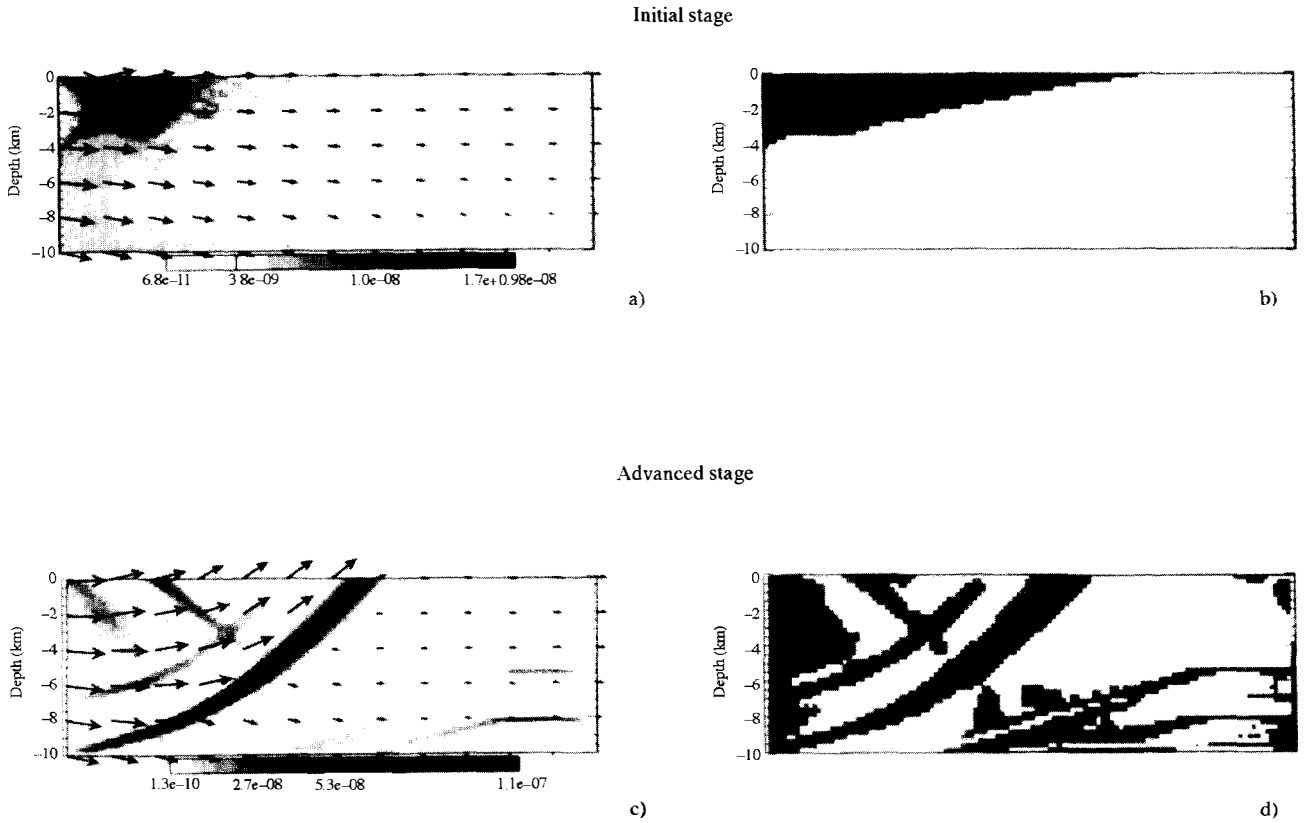 Initial stage
0
−2
−4
−6
−8
−10
Depth (km)
6.8e−11 3.8e−09 1.0e−08 1.7e+0.98e−08
a)
0
−2
−4
−6
−8
−10
Depth (km)
b)
Advanced stage
0
−2
−4
−6
−8
−10
Depth (km)
1.3e−10 2.7e−08 5.3e−08 1.1e−07
c)
0
−2
−4
−6
−8
−10
Depth (km)
d)